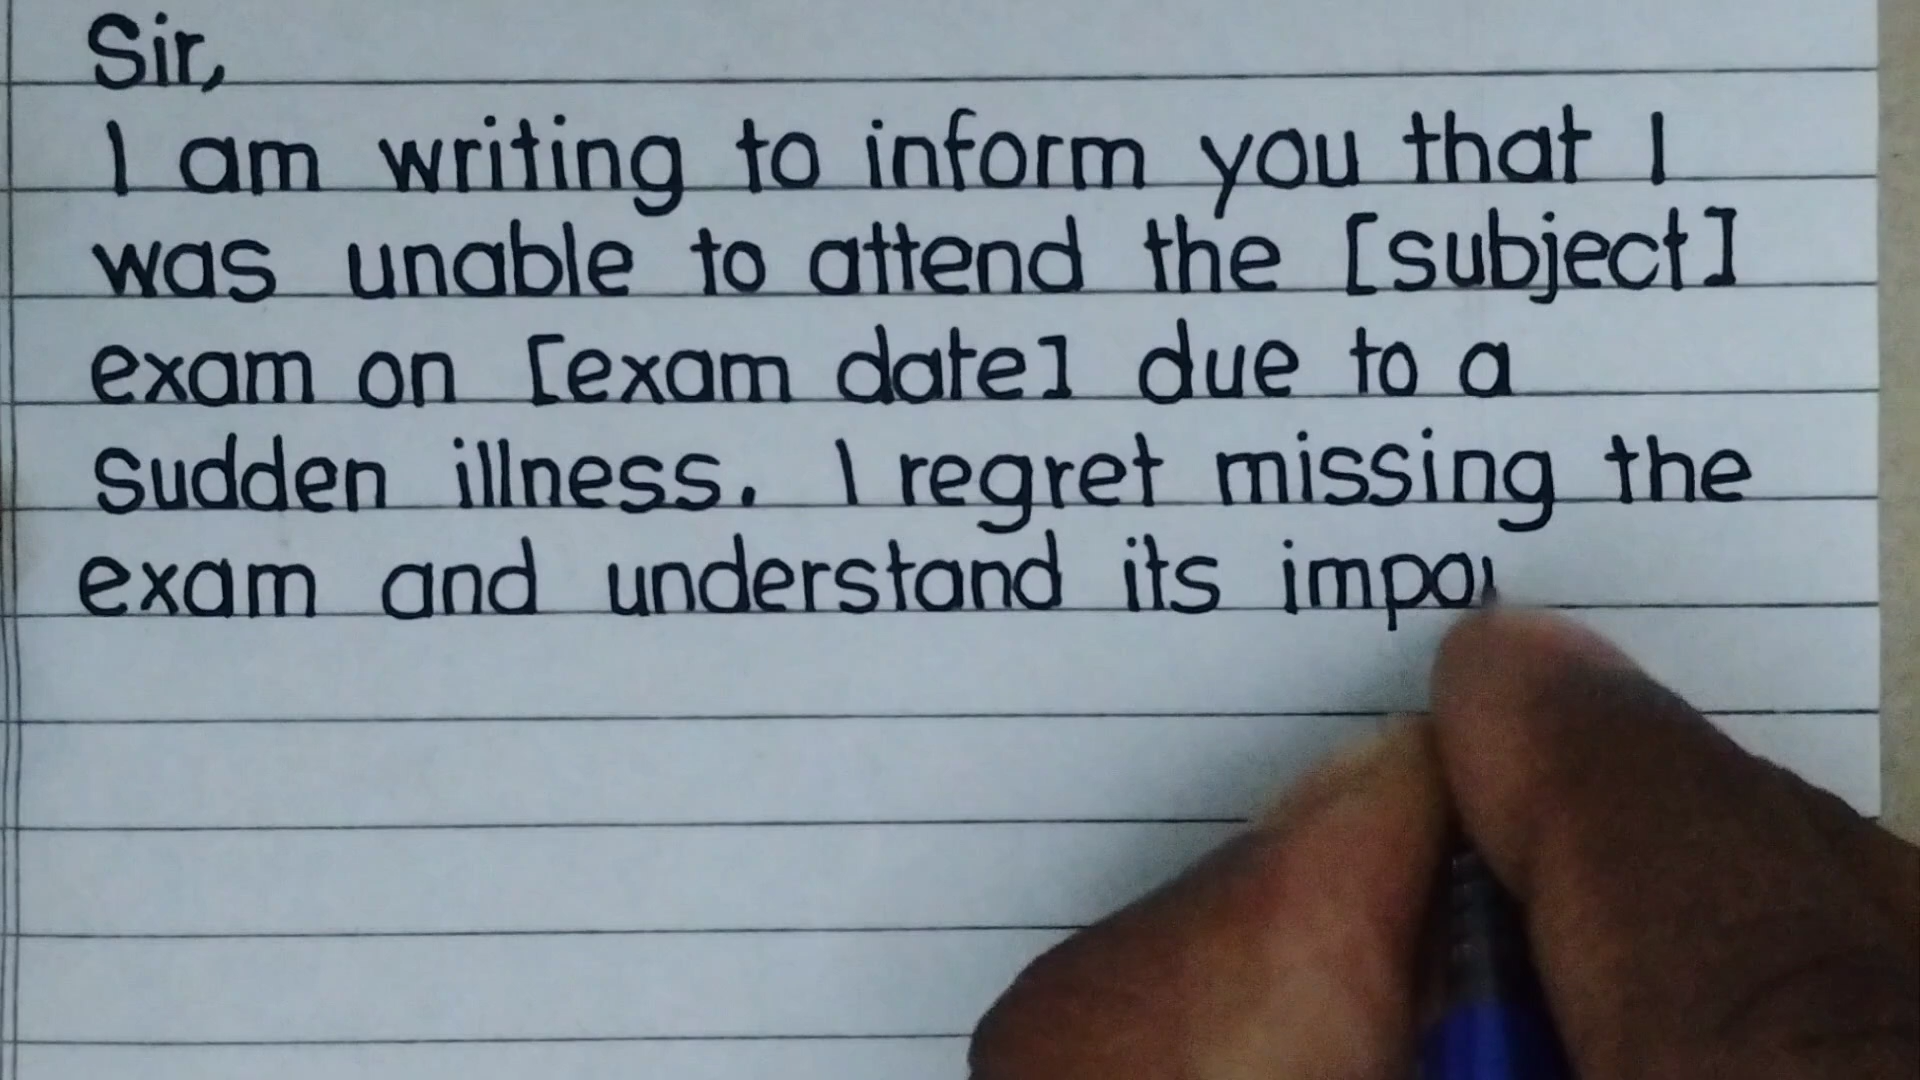 Sir,
I am writing to inform you that I
was unable to attend the [subject]
exam on [exam date] due to a
sudden illness. I regret missing the
exam and understand its